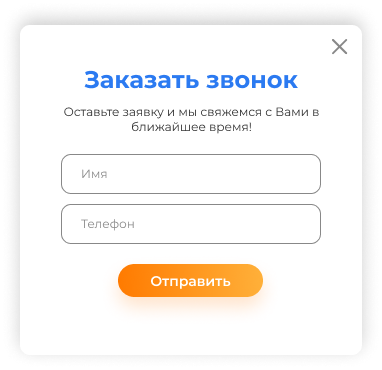 Заказать звонок
Оставьте заявку и мы свяжемся с Вами в
ближайшее время!
Имя
Телефон
Отправить